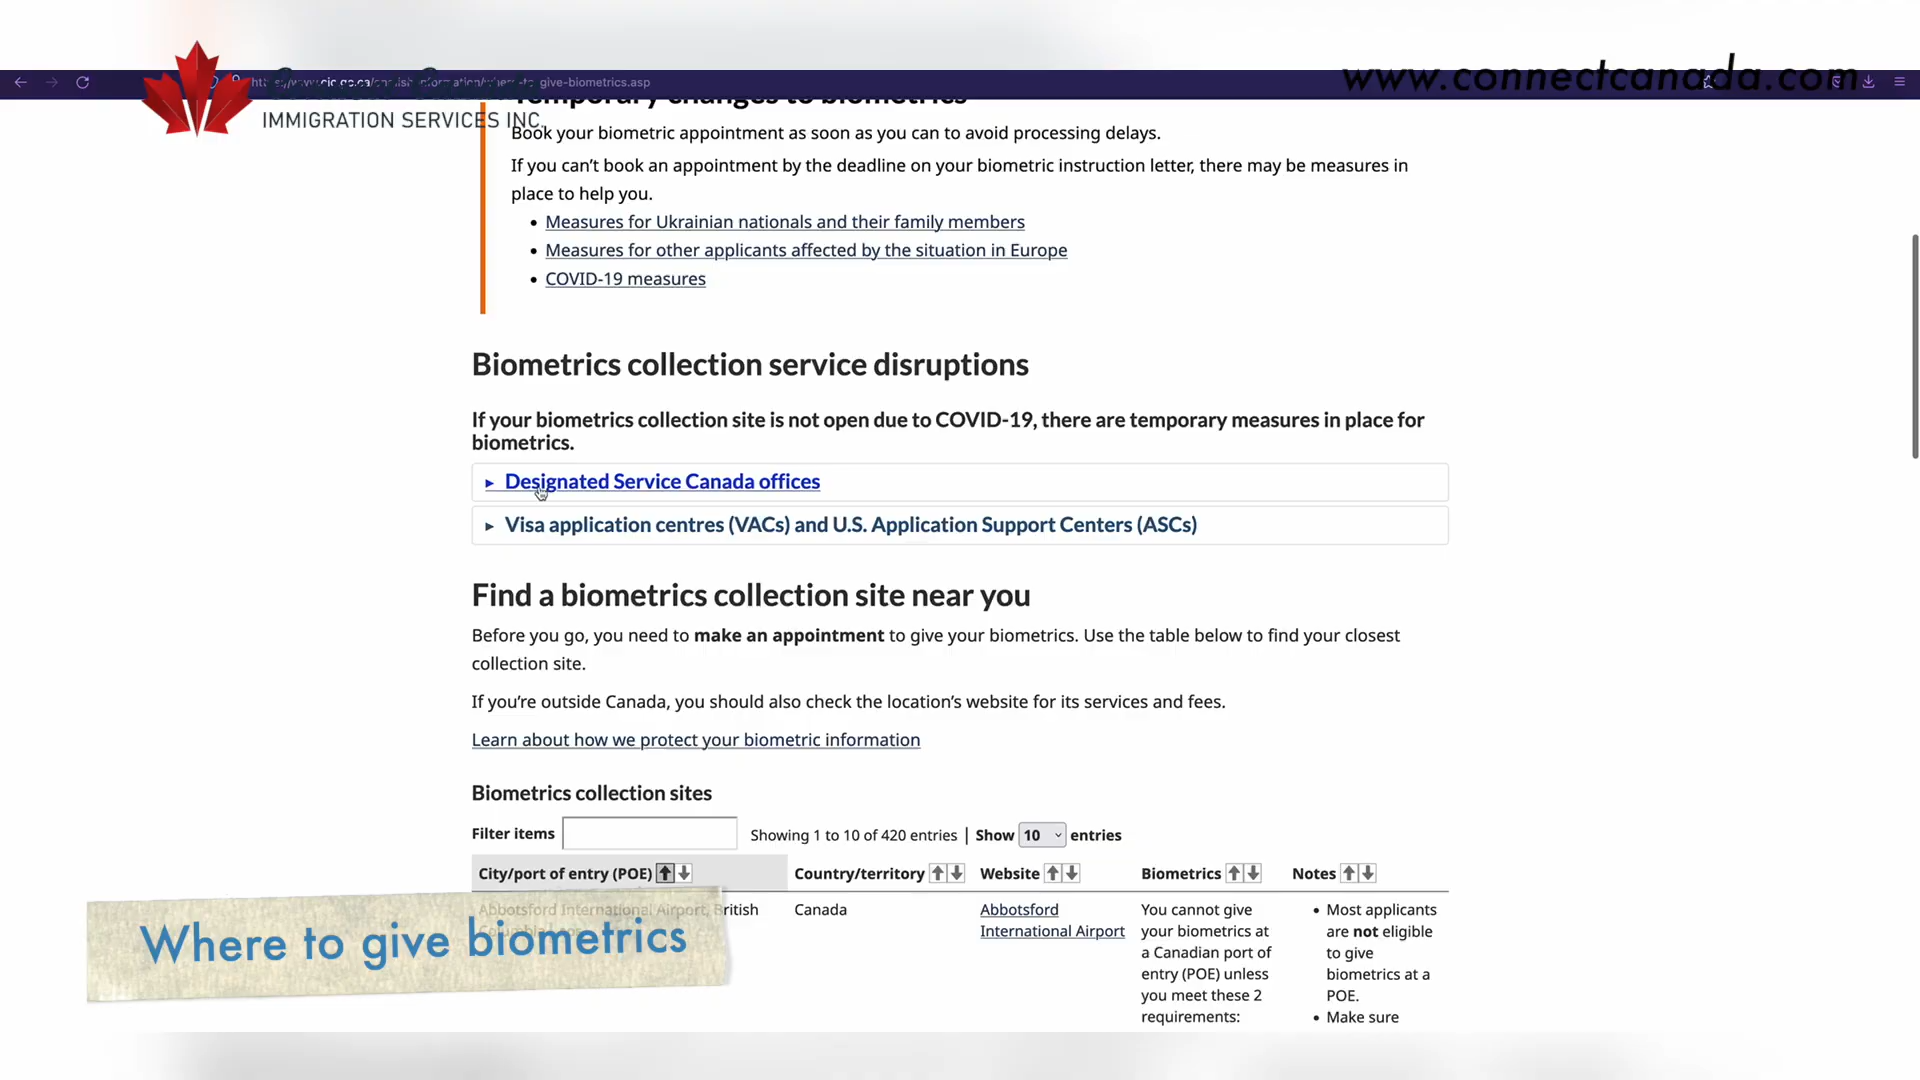 www.connectcanada.com
give-biometrics.asp
IMMIGRATION SERVICES INC.
Temporary changes to biometrics
Book your biometric appointment as soon as you can to avoid processing delays.
If you can't book an appointment by the deadline on your biometric instruction letter, there may be measures in
place to help you.
• Measures for Ukrainian nationals and their family members
• Measures for other applicants affected by the situation in Europe
• COVID-19 measures
Biometrics collection service disruptions
If your biometrics collection site is not open due to COVID-19, there are temporary measures in place for
biometrics.
Designated Service Canada offices
Visa application centres (VACs) and U.S. Application Support Centers (ASCs)
Find a biometrics collection site near you
Before you go, you need to make an appointment to give your biometrics. Use the table below to find your closest
collection site.
If you're outside Canada, you should also check the location's website for its services and fees.
Learn about how we protect your biometric information
Biometrics collection sites
Filter items Showing 1 to 10 of 420 entries | Show 10 entries
City/port of entry (POE) Country/territory Website Biometrics Notes
Abbotsford International Airport, British Canada Abbotsford You cannot give • Most applicants
International Airport your biometrics at are not eligible
a Canadian port of to give
entry (POE) unless biometrics at a
you meet these 2 POE.
requirements: • Make sure
Where to give biometrics